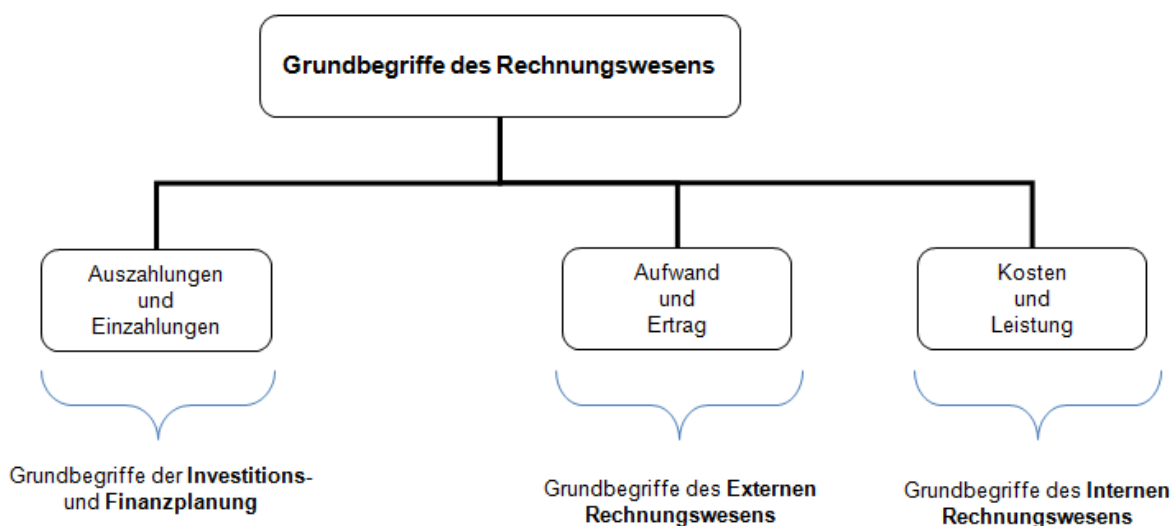 Grundbegriffe des Rechnungswesens
Auszahlungen
und
Einzahlungen
Aufwand
und
Ertrag
Kosten
und
Leistung
Grundbegriffe der Investitions-
und Finanzplanung
Grundbegriffe des Externen
Rechnungswesens
Grundbegriffe des Internen
Rechnungswesens